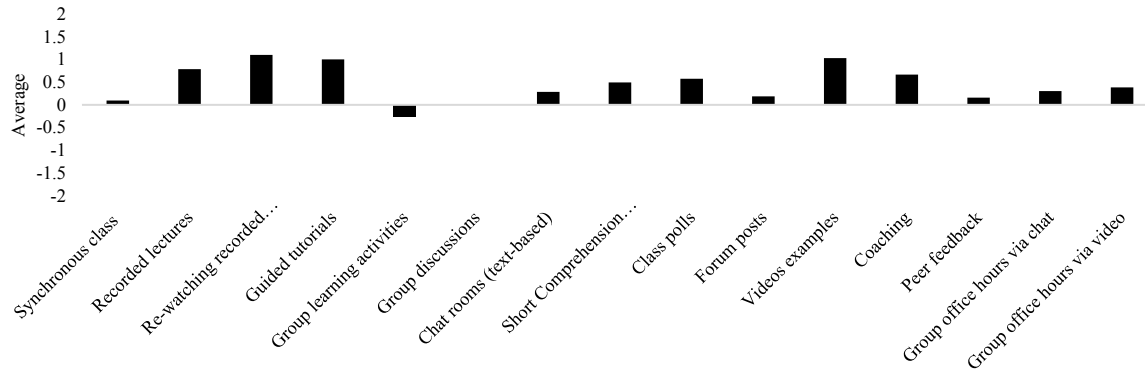 2
1.5
1
0.5
0
-0.5
-1
-1.5
-2
Average
Synchronous class
Recorded lectures
Re-watching recorded…
Guided tutorials
Group learning activities
Group discussions
Chat rooms (text-based)
Short Comprehension…
Class polls
Forum posts
Videos examples
Coaching
Peer feedback
Group office hours via chat
Group office hours via video